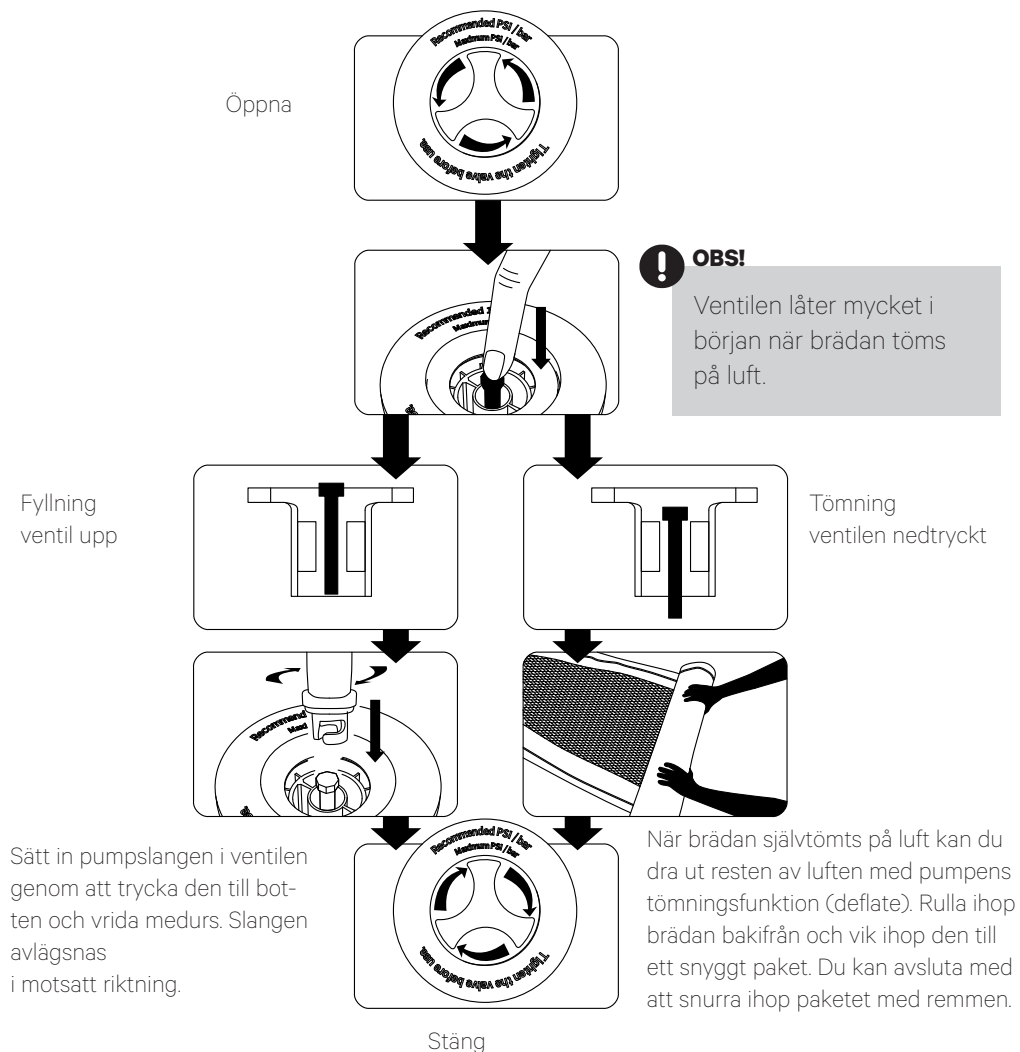 Recommended PSI / bar
Maximum PSI / bar
Öppna
Tighten the valve before use.
OBS!
Ventilen låter mycket i
början när brädan töms
på luft.
Recommended
Maximum
Fyllning
ventil upp
Tömning
ventilen nedtryckt
Recommend
Maxi
Sätt in pumpslangen i ventilen
genom att trycka den till bot-
ten och vrida medurs. Slangen
avlägsnas
i motsatt riktning.
Recommended PSI / bar
Maximum PSI / bar
Tighten the valve before use.
När brädan självtömts på luft kan du
dra ut resten av luften med pumpens
tömningsfunktion (deflate). Rulla ihop
brädan bakifrån och vik ihop den till
ett snyggt paket. Du kan avsluta med
att snurra ihop paketet med remmen.
Stäng